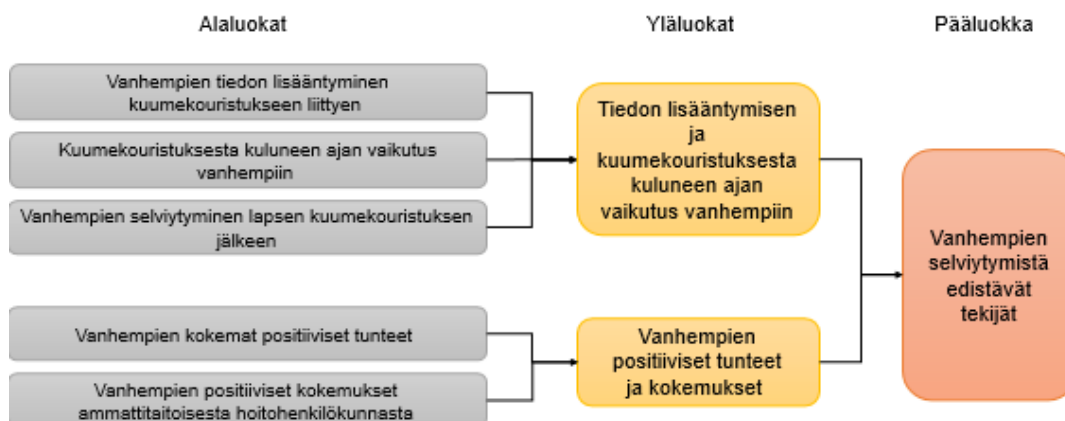 Alaluokat
Yläluokat
Pääluokka
Vanhempien tiedon lisääntyminen
kuumekouristukseen liittyen
Kuumekouristuksesta kuluneen ajan vaikutus
vanhempiin
Vanhempien selviytyminen lapsen kuumekouristuksen
jälkeen
Vanhempien kokemat positiiviset tunteet
Vanhempien positiiviset kokemukset
ammattitaitoisesta hoitohenkilökunnasta
Tiedon lisääntymisen
ja
kuumekouristuksesta
kuluneen ajan
vaikutus vanhempiin
Vanhempien
positiiviset tunteet
ja kokemukset
Vanhempien
selviytymistä
edistävät
tekijät